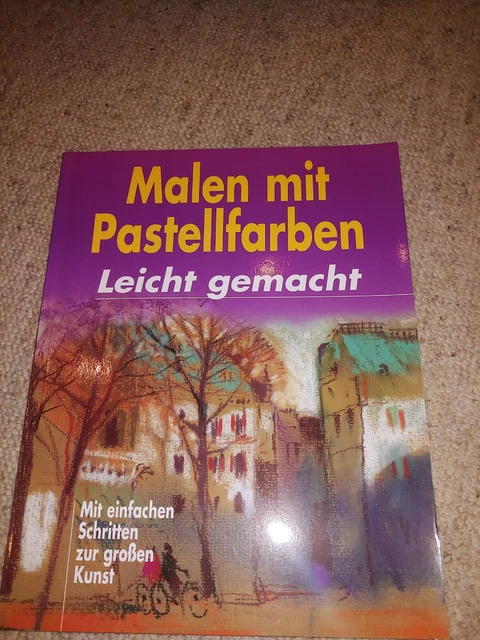 Malen mit
Pastellfarben
Leicht gemacht
Mit einfachen
Schritten
zur großen
Kunst